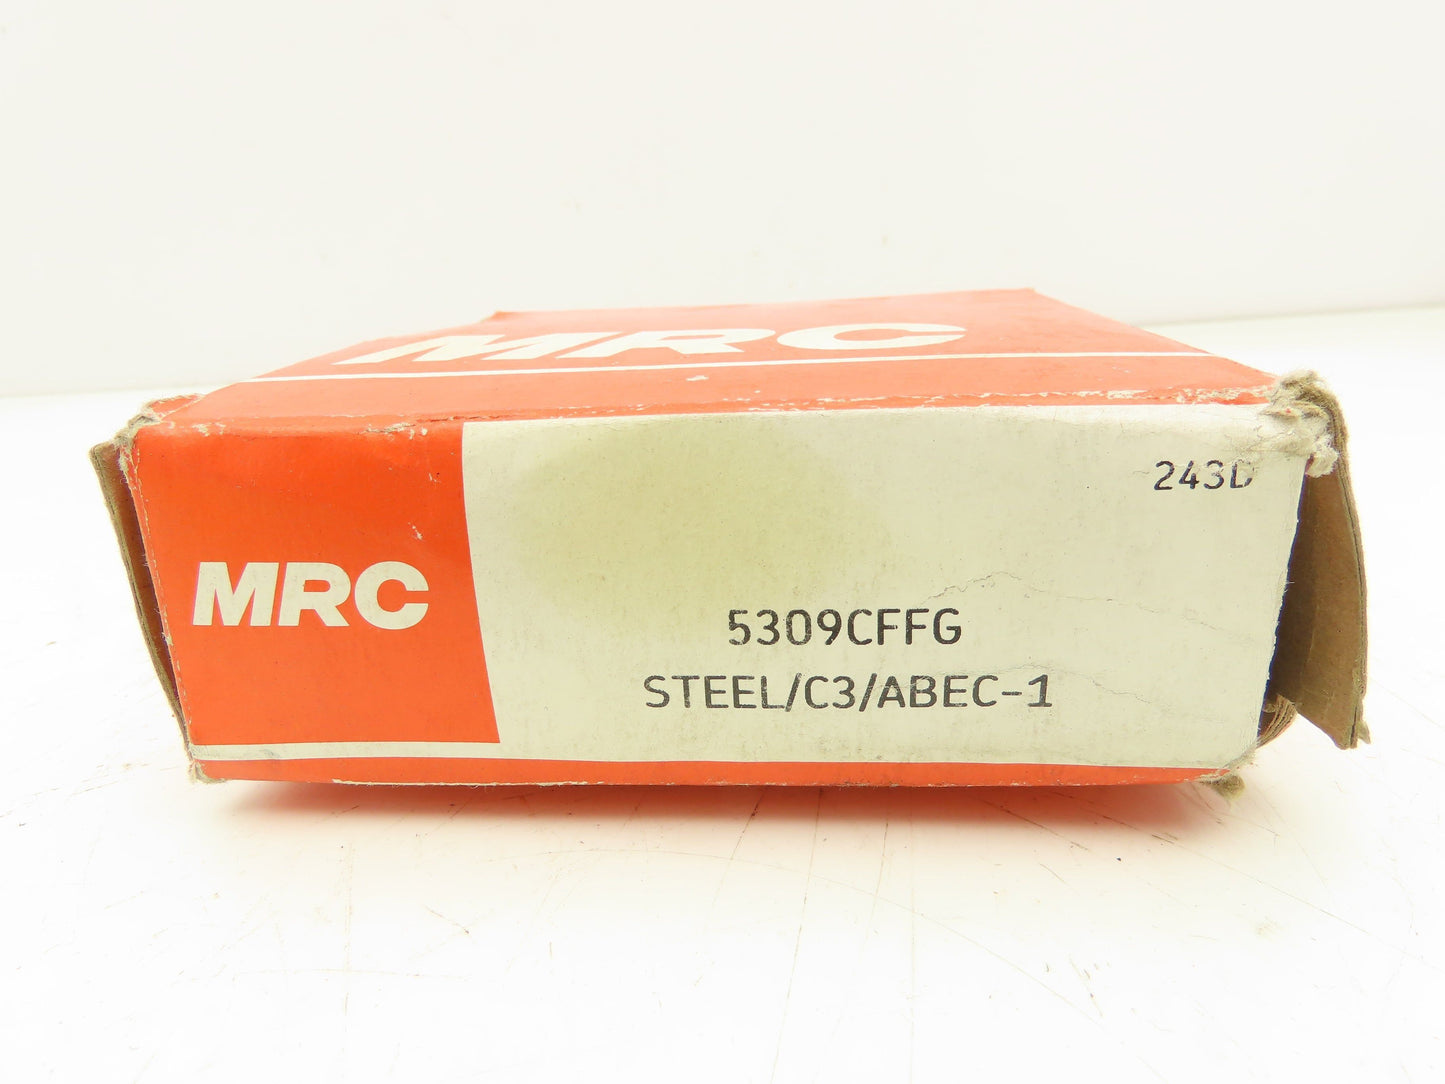 MRC
243D
MRC
5309CFFG
STEEL/C3/ABEC-1